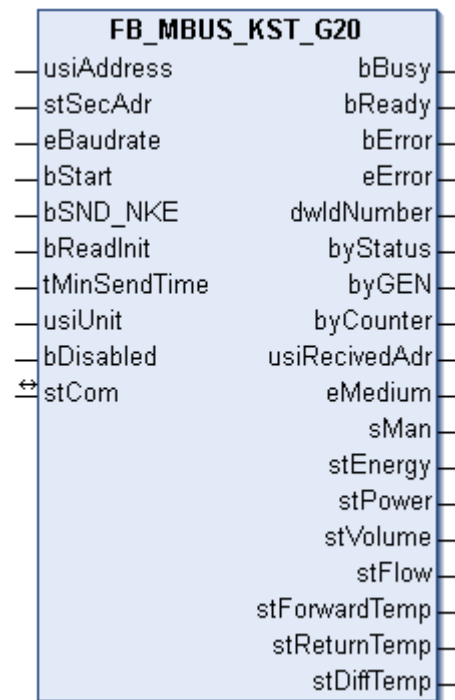 FB_MBUS_KST_G20
usiAddress bBusy
stSecAdr bReady
eBaudrate bError
bStart eError
bSND_NKE dwIdNumber
bReadInit byStatus
tMinSendTime byGEN
usiUnit byCounter
bDisabled usiRecivedAdr
stCom eMedium
sMan
stEnergy
stPower
stVolume
stFlow
stForwardTemp
stReturnTemp
stDiffTemp